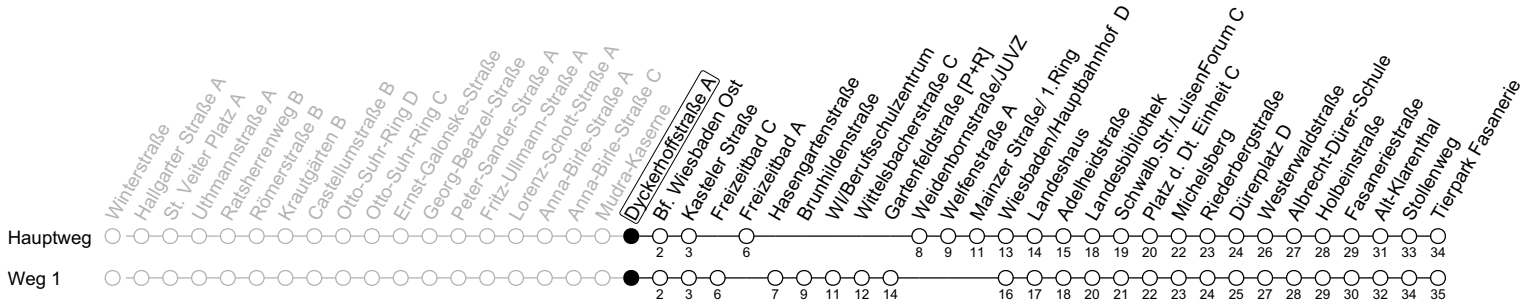 Winterstraße
Hallgarter Straße A
St. Veiter Platz A
Uthmannstraße A
Ratsherrenweg B
Römerstraße B
Krautgärten B
Castellumstraße B
Otto-Suhr-Ring D
Otto-Suhr-Ring C
Ernst-Galonske-Straße
Georg-Beatzel-Straße
Peter-Sander-Straße A
Fritz-Ullmann-Straße A
Lorenz-Schott-Straße A
Anna-Birle-Straße A
Anna-Birle-Straße C
Mudra-Kaserne
Dyckerhoffstraße A
Bf. Wiesbaden Ost
Kasteler Straße
Freizeitbad C
Freizeitbad A
Hasengartenstraße
Brunhildenstraße
WI/Berufsschulzentrum
Wittelsbacherstraße C
Gartenfeldstraße [P+R]
Weidenbornstraße/JUVZ
Welfenstraße A
Mainzer Straße/ 1.Ring
Wiesbaden/Hauptbahnhof D
Landeshaus
Adelheidstraße
Landesbibliothek
Schwalb.Str./LuisenForum C
Platz d. Dt. Einheit C
Michelsberg
Riederbergstraße
Dürerplatz D
Westerwaldstraße
Albrecht-Dürer-Schule
Holbeinstraße
Fasaneriestraße
Alt-Klarenthal
Stollenweg
Tierpark Fasanerie
Hauptweg
2 3 6 8 9 11 13 14 15 18 19 20 22 23 24 26 27 28 29 31 33 34
Weg 1
2 3 6 7 9 11 12 14 16 17 18 20 21 22 23 24 25 27 28 29 30 32 34 35